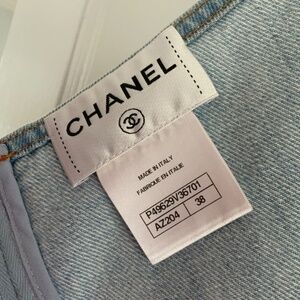 CHANEL
MADE IN ITALY
FABRIQUE EN ITALIE
P49629V36701
AZ204 38